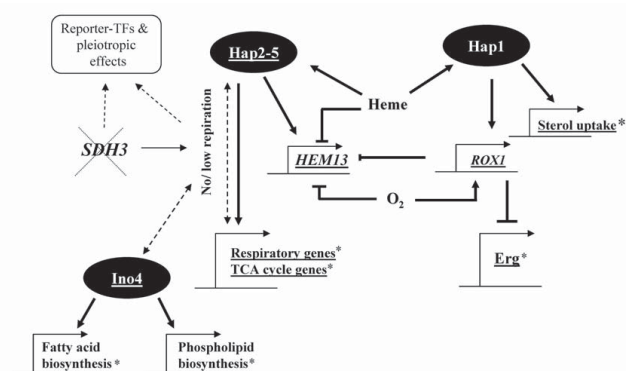 Reporter-TFs &
pleiotropic
effects
Hap2-5
Hap1
Heme
Sterol uptake*
SDH3
No/ low repiration
HEM13
ROX1
O2
Respiratory genes*
TCA cycle genes*
Erg*
Ino4
Fatty acid
biosynthesis*
Phospholipid
biosynthesis*